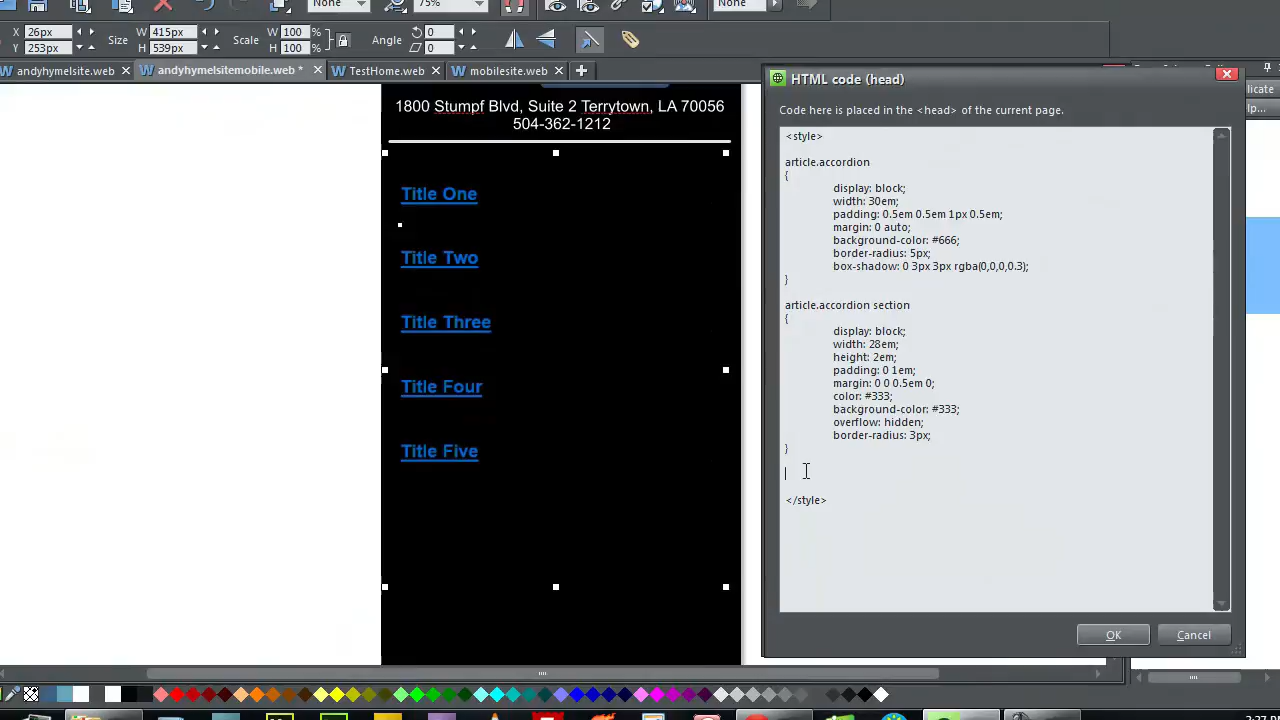 None
75%
None
X 26px
Y 253px
Size
W 415px
H 539px
Scale
W 100 %
H 100 %
Angle
0
0
andyhymelsite.web
andyhymelsitemobile.web *
TestHome.web
mobilesite.web
1800 Stumpf Blvd, Suite 2 Terrytown, LA 70056
504-362-1212
Title One
Title Two
Title Three
Title Four
Title Five
HTML code (head)
Code here is placed in the <head> of the current page.
<style>
article.accordion
{
display: block;
width: 30em;
padding: 0.5em 0.5em 1px 0.5em;
margin: 0 auto;
background-color: #666;
border-radius: 5px;
box-shadow: 0 3px 3px rgba(0,0,0,0.3);
}
article.accordion section
{
display: block;
width: 28em;
height: 2em;
padding: 0 1em;
margin: 0 0 0.5em 0;
color: #333;
background-color: #333;
overflow: hidden;
border-radius: 3px;
}
</style>
OK
Cancel
licate
lp...